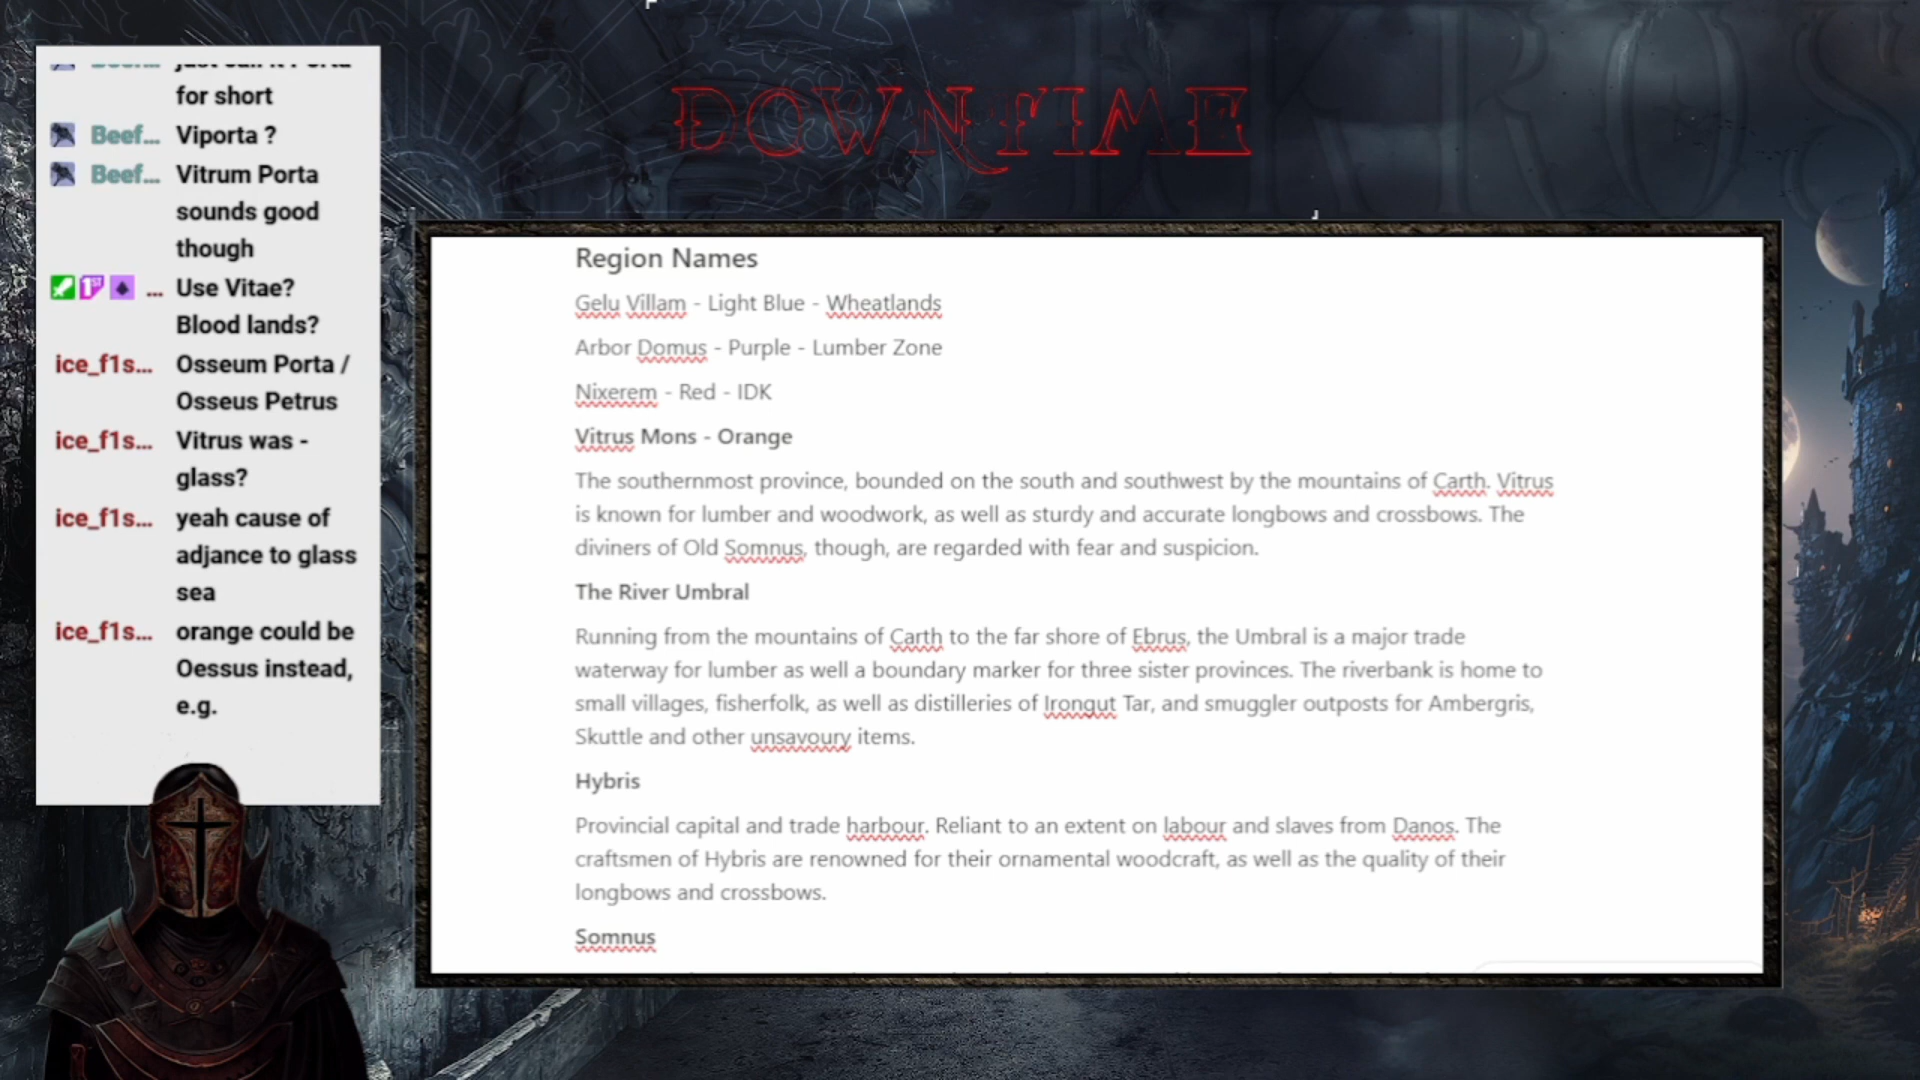 for short
Beef... Viporta ?
Beef... Vitrum Porta
sounds good
though
... Use Vitae?
Blood lands?
ice_f1s... Osseum Porta /
Osseus Petrus
ice_f1s... Vitrus was -
glass?
ice_f1s... yeah cause of
adjance to glass
sea
ice_f1s... orange could be
Oessus instead,
e.g.
DOWNTIME
Region Names
Gelu Villam - Light Blue - Wheatlands
Arbor Domus - Purple - Lumber Zone
Nixerem - Red - IDK
Vitrus Mons - Orange
The southernmost province, bounded on the south and southwest by the mountains of Carth. Vitrus
is known for lumber and woodwork, as well as sturdy and accurate longbows and crossbows. The
diviners of Old Somnus, though, are regarded with fear and suspicion.
The River Umbral
Running from the mountains of Carth to the far shore of Ebrus, the Umbral is a major trade
waterway for lumber as well a boundary marker for three sister provinces. The riverbank is home to
small villages, fisherfolk, as well as distilleries of Irongut Tar, and smuggler outposts for Ambergris,
Skuttle and other unsavoury items.
Hybris
Provincial capital and trade harbour. Reliant to an extent on labour and slaves from Danos. The
craftsmen of Hybris are renowned for their ornamental woodcraft, as well as the quality of their
longbows and crossbows.
Somnus